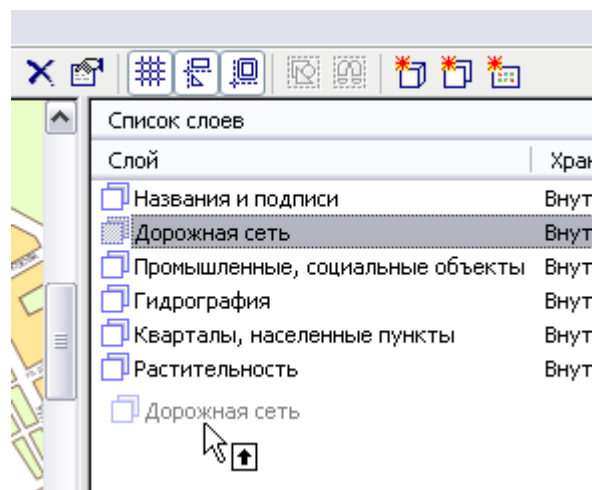 Список слоев
Слой Хран
Названия и подписи Внут
Дорожная сеть Внут
Промышленные, социальные объекты Внут
Гидрография Внут
Кварталы, населенные пункты Внут
Растительность Внут
Дорожная сеть